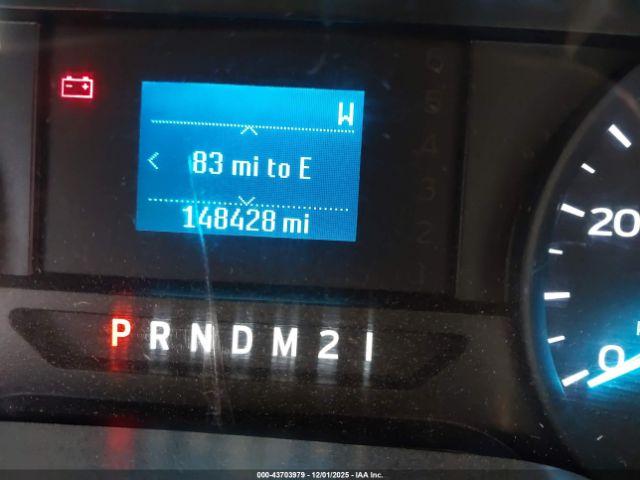 W
83 mi to E
148428 mi
P R N D M 2 1
20
0
000-43703979 - 12/01/2025 - IAA Inc.